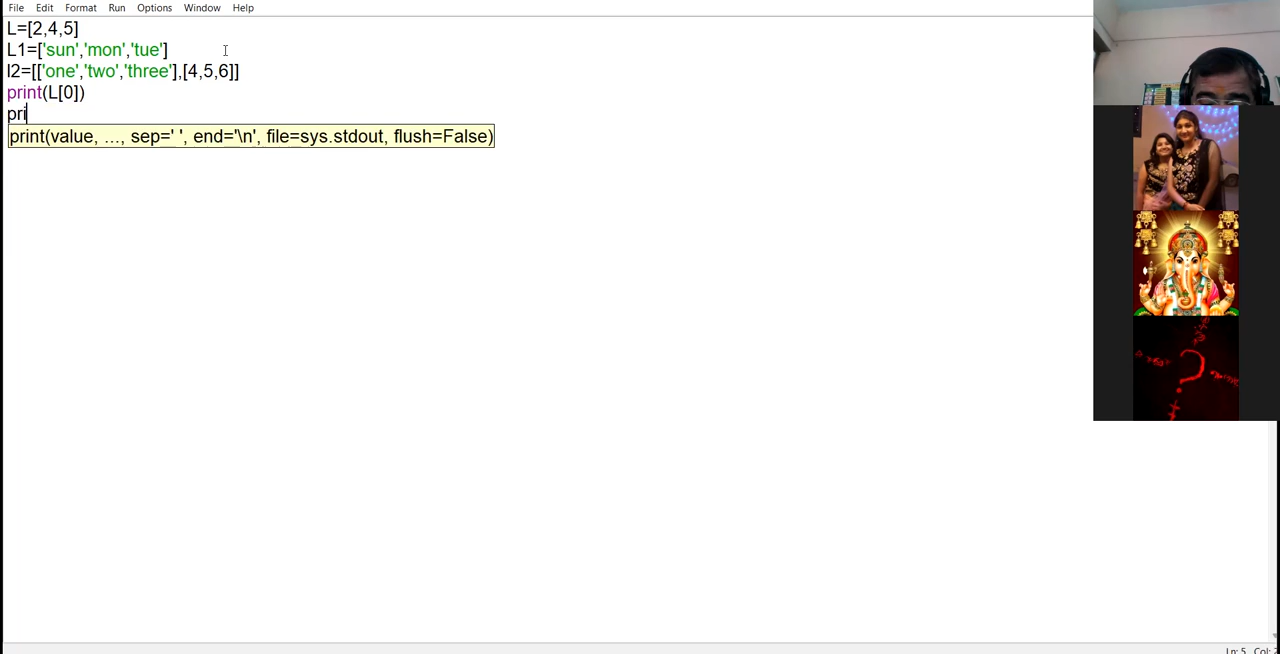 File Edit Format Run Options Window Help
L=[2,4,5]
L1=['sun','mon','tue']
l2=[['one','two','three'],[4,5,6]]
print(L[0])
pri
print(value, ..., sep=' ', end='\n', file=sys.stdout, flush=False)
Ln: 5 Col: